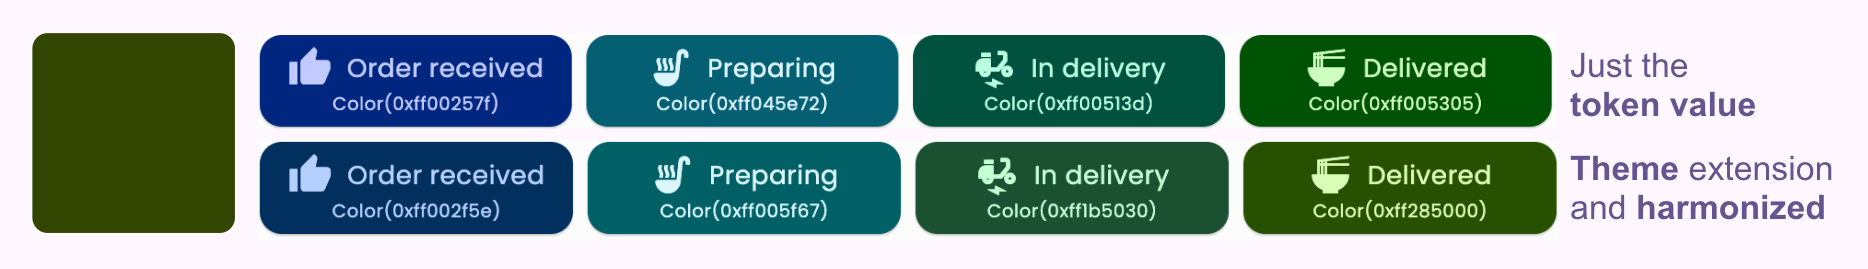 Order received
Color(0xff00257f)
Preparing
Color(0xff045e72)
In delivery
Color(0xff00513d)
Delivered
Color(0xff005305)
Just the
token value
Order received
Color(0xff002f5e)
Preparing
Color(0xff005f67)
In delivery
Color(0xff1b5030)
Delivered
Color(0xff285000)
Theme extension
and harmonized